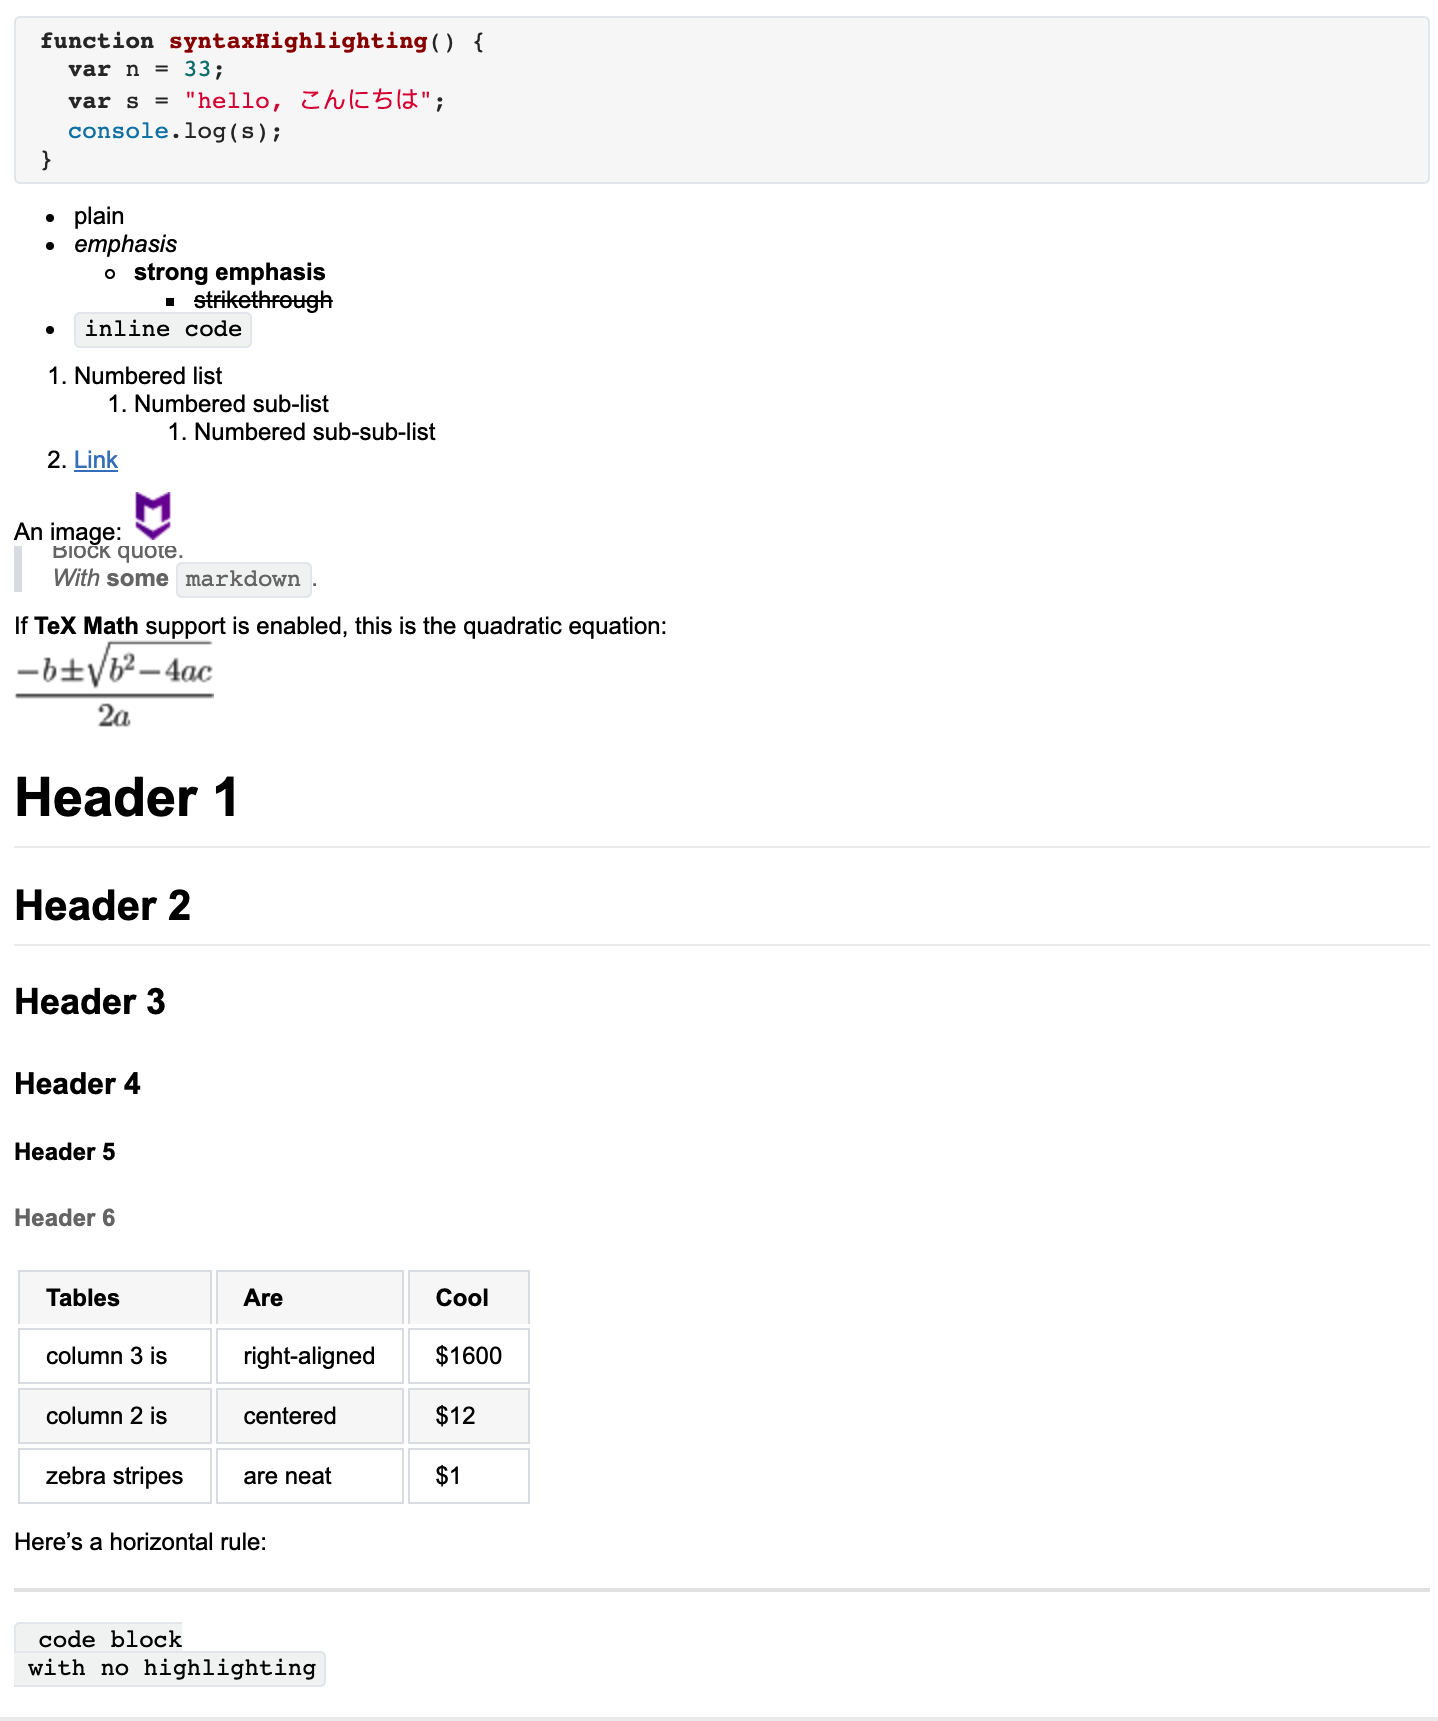 function syntaxHighlighting() {
  var n = 33;
  var s = "hello, こんにちは";
  console.log(s);
}
• plain
• emphasis
◦ strong emphasis
▪ strikethrough
• inline code
1. Numbered list
1. Numbered sub-list
1. Numbered sub-sub-list
2. Link
An image:
Block quote.
With some markdown.
If TeX Math support is enabled, this is the quadratic equation:
−b±√b²−4ac
2a
Header 1
Header 2
Header 3
Header 4
Header 5
Header 6
Tables Are Cool
column 3 is right-aligned $1600
column 2 is centered $12
zebra stripes are neat $1
Here’s a horizontal rule:
code block
with no highlighting